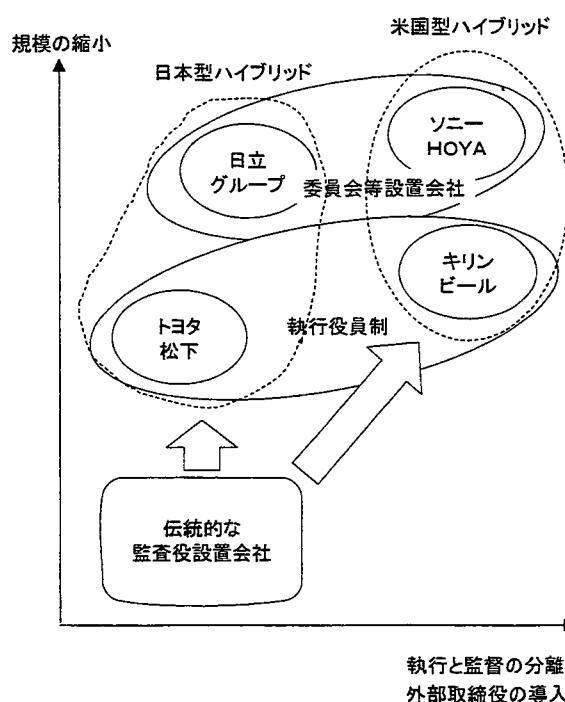 米国型ハイブリッド
規模の縮小
日本型ハイブリッド
ソニー
HOYA
日立
グループ
委員会等設置会社
キリン
ビール
トヨタ
松下
執行役員制
伝統的な
監査役設置会社
執行と監督の分離
外部取締役の導入